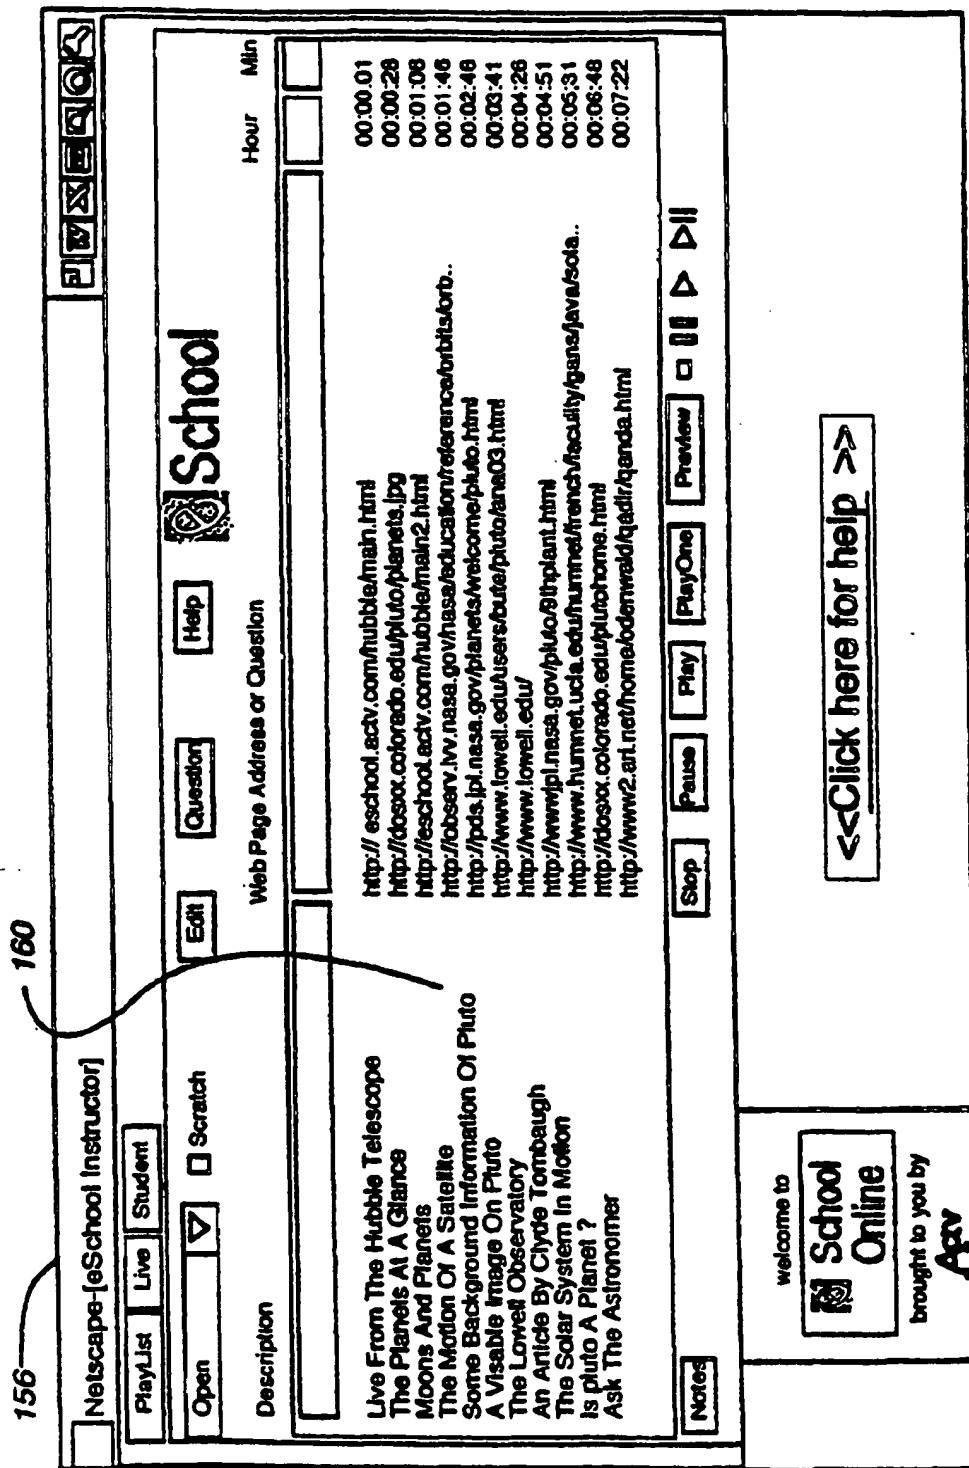 156
160
Netscape-[eSchool Instructor]
PlayList Live Student
Open Scratch Edit Question Help School
Description Web Page Address or Question Hour Min
Live From The Hubble Telescope http:// eschool.actv.com/hubble/main.html 00:00.01
The Planets At A Glance http://dosxx.colorado.edu/pluto/planets.jpg 00:00:28
Moons And Planets http://eschool.actv.com/hubble/main2.html 00:01:08
The Motion Of A Satellite http://observ.ivv.nasa.gov/nasa/education/reference/orbits/orb.. 00:01:46
Some Background Information Of Pluto http://pds.jpl.nasa.gov/planets/welcome/pluto.html 00:02:46
A Visable Image On Pluto http://www.lowell.edu/users/buie/pluto/ana03.html 00:03:41
The Lowell Observatory http://www.lowell.edu/ 00:04:26
An Article By Clyde Tombaugh http://wwwjpl.nasa.gov/pluto/9thplant.html 00:04:51
The Solar System In Motion http://www.humnet.ucla.edu/humnet/french/faculity/gans/java/sola.. 00:05:31
Is pluto A Planet ? http://dosxx.colorado.edu/plutohome.html 00:06:48
Ask The Astronomer http://www2.ari.net/home/odenwald/qadir/qanda.html 00:07:22
Notes Stop Pause Play PlayOne Preview
welcome to
School
Online
brought to you by
Actv
<<Click here for help >>